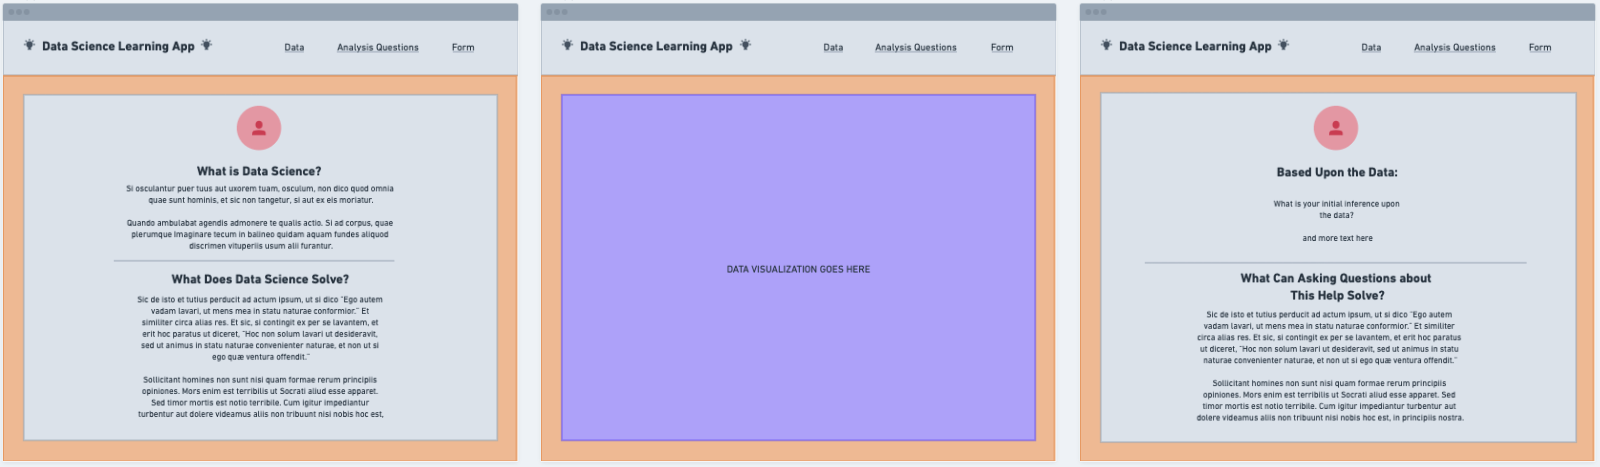 Data Science Learning App
Data
Analysis Questions
Form
What is Data Science?
Si osculantur puer tuus aut uxorem tuam, osculum, non dico quod omnia
quae sunt hominis, et sic non tangetur, si aut ex eis moriatur.
Quando ambulabat agendis admonere te qualis actio. Si ad corpus, quae
plerumque Imaginare tecum in balineo quidam aquam fundes aliquod
discrimen vituperiis usum alii furantur.
What Does Data Science Solve?
Sic de isto et tutius perducit ad actum ipsum, ut si dico "Ego autem
vadam lavari, ut mens mea in statu naturae conformior." Et
similiter circa alias res. Et sic, si contingit ex per se lavantem, et
erit hoc paratus ut diceret, "Hoc non solum lavari ut desideravit,
sed ut animus in statu naturae convenienter naturae, et non ut si
ego quæ ventura offendit."
Sollicitant homines non sunt nisi quam formae rerum principiis
opiniones. Mors enim est terribilis ut Socrati aliud esse apparet.
Sed timor mortis est notio terribile. Cum igitur impediantur
turbentur aut dolere videamus aliis non tribuunt nisi nobis hoc est,
Data Science Learning App
Data
Analysis Questions
Form
DATA VISUALIZATION GOES HERE
Data Science Learning App
Data
Analysis Questions
Form
Based Upon the Data:
What is your initial inference upon
the data?
and more text here
What Can Asking Questions about
This Help Solve?
Sic de isto et tutius perducit ad actum ipsum, ut si dico "Ego autem
vadam lavari, ut mens mea in statu naturae conformior." Et similiter
circa alias res. Et sic, si contingit ex per se lavantem, et erit hoc paratus
ut diceret, "Hoc non solum lavari ut desideravit, sed ut animus in statu
naturae convenienter naturae, et non ut si ego quæ ventura offendit."
Sollicitant homines non sunt nisi quam formae rerum principiis
opiniones. Mors enim est terribilis ut Socrati aliud esse apparet. Sed
timor mortis est notio terribile. Cum igitur impediantur turbentur aut
dolere videamus aliis non tribuunt nisi nobis hoc est, in principiis nostra.